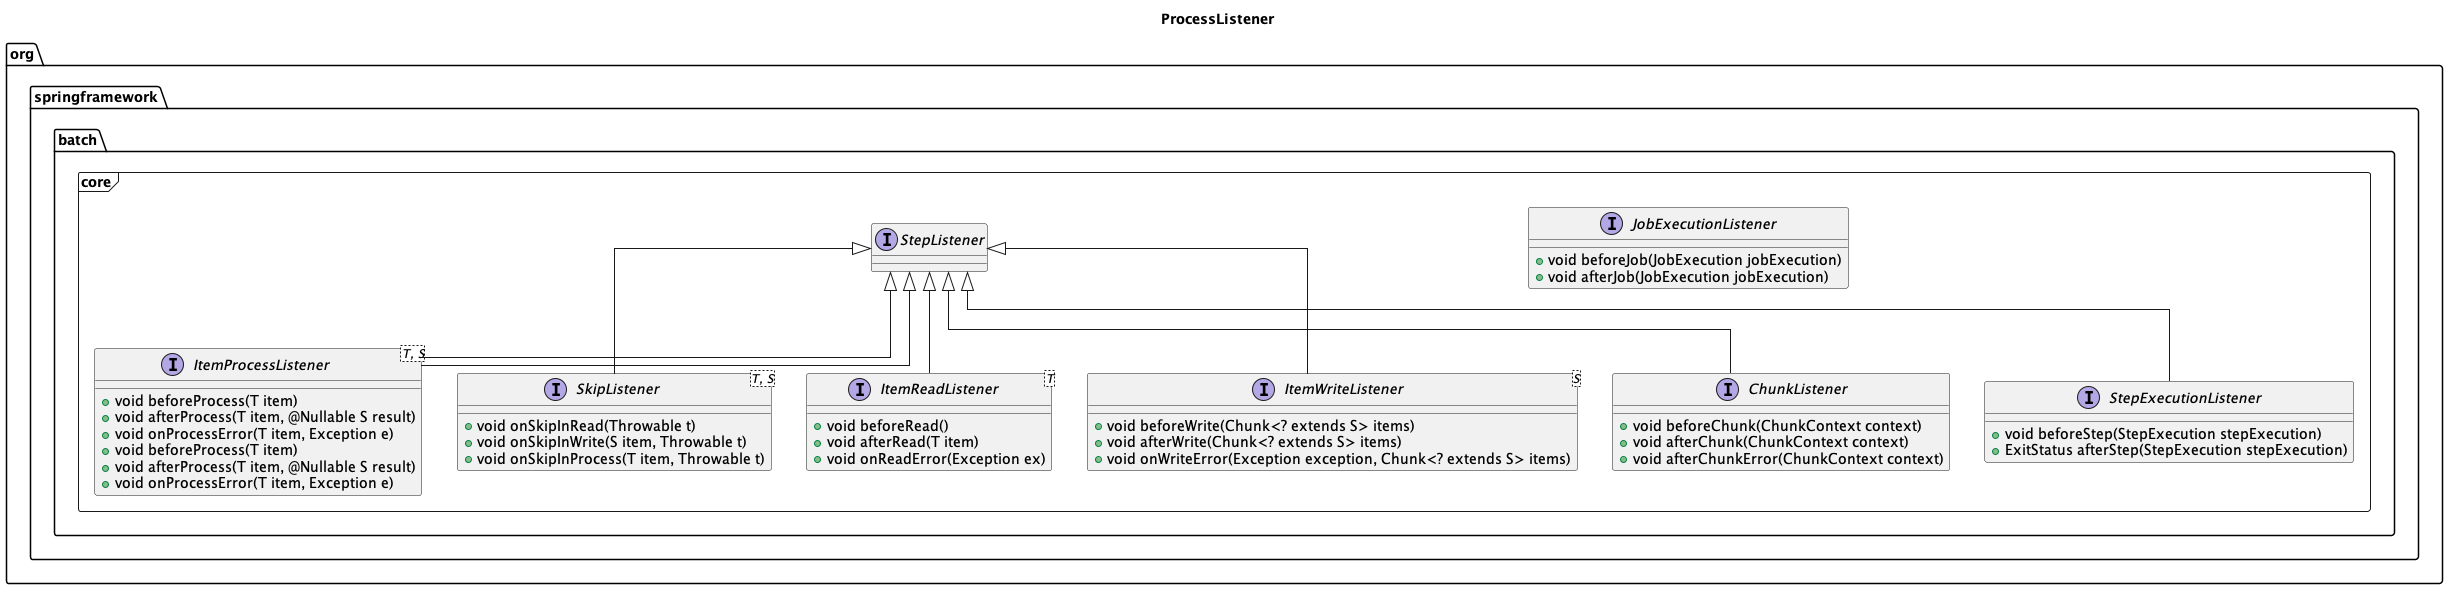 ProcessListener
org
springframework
batch
core
I StepListener
I JobExecutionListener
void beforeJob(JobExecution jobExecution)
void afterJob(JobExecution jobExecution)
I ItemProcessListener
T, S
void beforeProcess(T item)
void afterProcess(T item, @Nullable S result)
void onProcessError(T item, Exception e)
void beforeProcess(T item)
void afterProcess(T item, @Nullable S result)
void onProcessError(T item, Exception e)
I SkipListener
T, S
void onSkipInRead(Throwable t)
void onSkipInWrite(S item, Throwable t)
void onSkipInProcess(T item, Throwable t)
I ItemReadListener
T
void beforeRead()
void afterRead(T item)
void onReadError(Exception ex)
I ItemWriteListener
S
void beforeWrite(Chunk<? extends S> items)
void afterWrite(Chunk<? extends S> items)
void onWriteError(Exception exception, Chunk<? extends S> items)
I ChunkListener
void beforeChunk(ChunkContext context)
void afterChunk(ChunkContext context)
void afterChunkError(ChunkContext context)
I StepExecutionListener
void beforeStep(StepExecution stepExecution)
ExitStatus afterStep(StepExecution stepExecution)